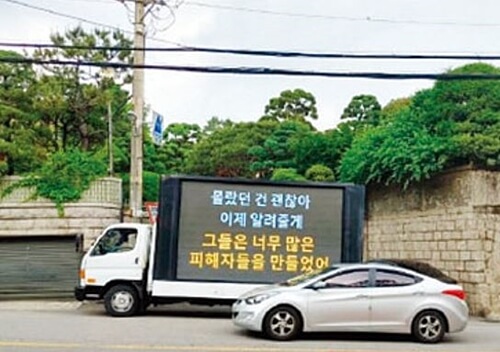 몰랐던 건 괜찮아
이제 알려줄게
그들은 너무 많은
피해자들을 만들었어